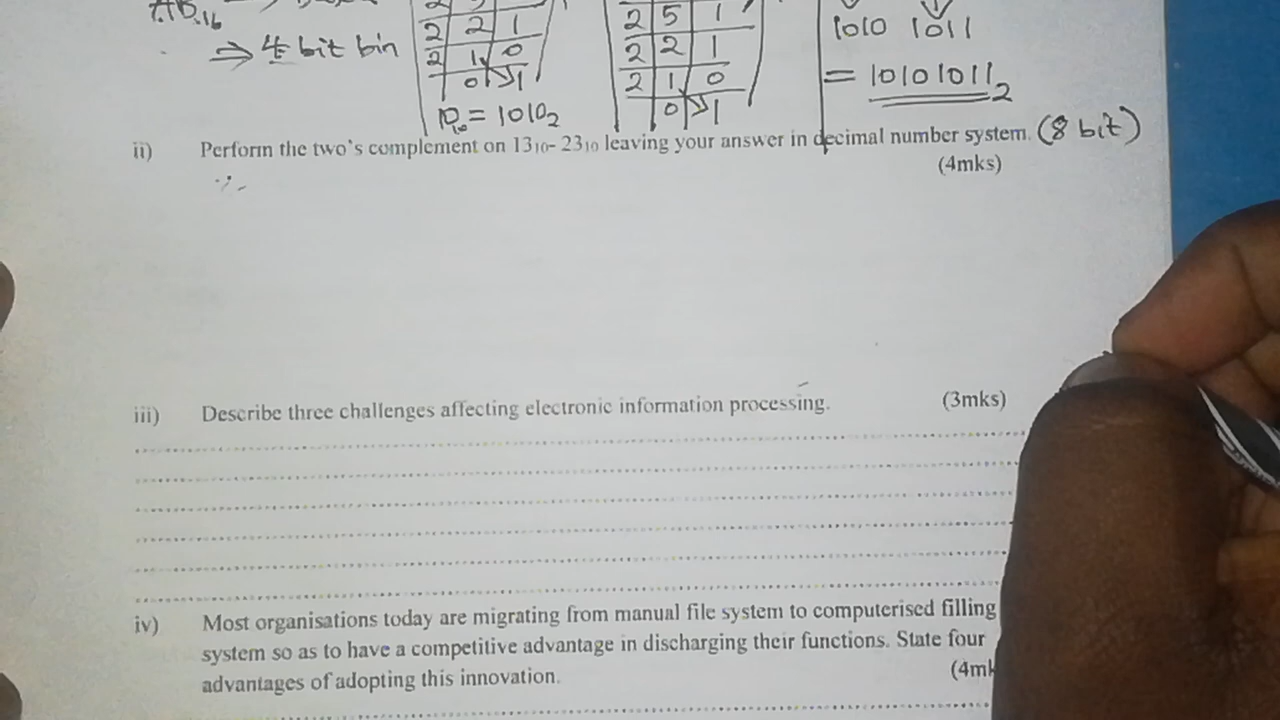 ⇒ 4 bit bin
2 2 1
2 1 0
0 1
10₁₀ = 1010₂
2 5 1
2 2 1
2 1 0
0 1
1010 1011
= 10101011₂
ii) Perform the two's complement on 13₁₀- 23₁₀ leaving your answer in decimal number system. (8 bit)
(4mks)
iii) Describe three challenges affecting electronic information processing. (3mks)
iv) Most organisations today are migrating from manual file system to computerised filling
system so as to have a competitive advantage in discharging their functions. State four
advantages of adopting this innovation. (4mk